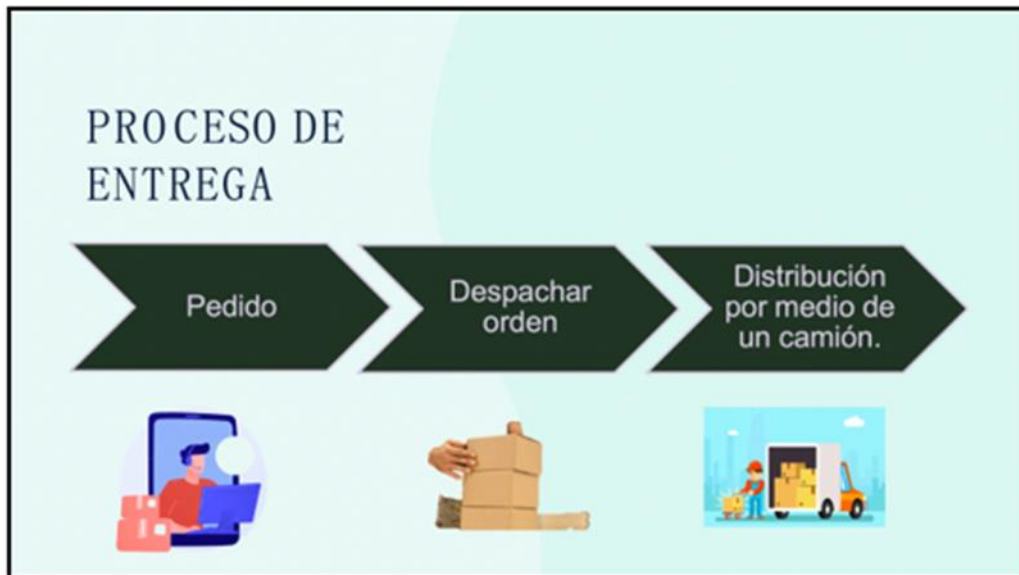 PROCESO DE
ENTREGA
Pedido
Despachar
orden
Distribución
por medio de
un camión.